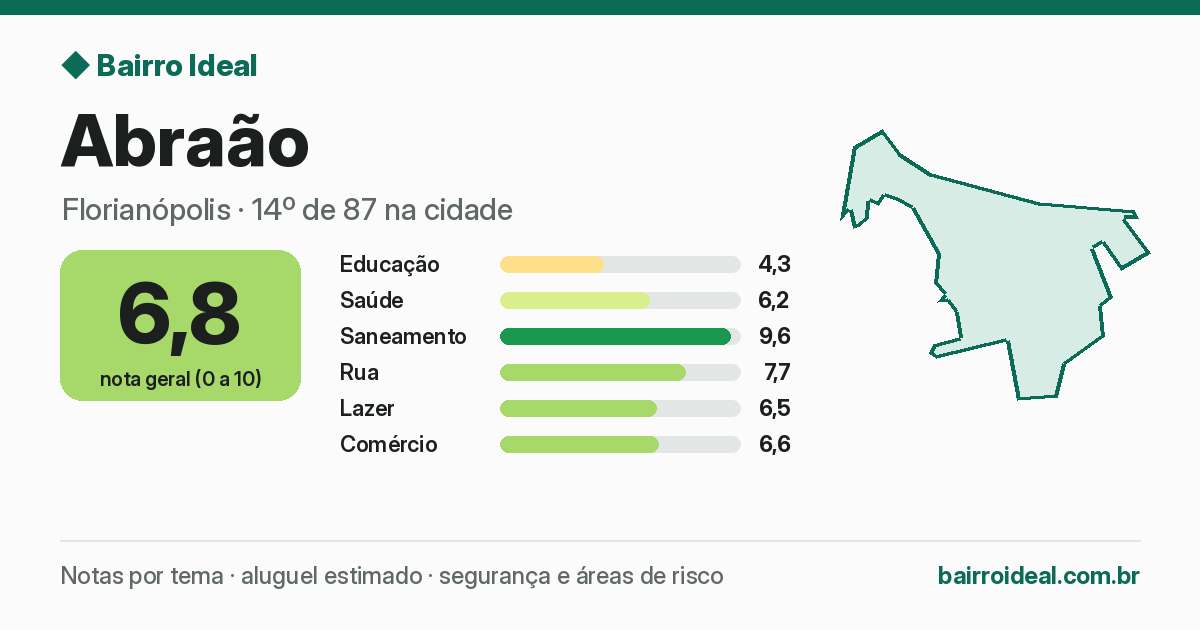 Bairro Ideal
Abraão
Florianópolis · 14º de 87 na cidade
6,8
nota geral (0 a 10)
Educação 4,3
Saúde 6,2
Saneamento 9,6
Rua 7,7
Lazer 6,5
Comércio 6,6
Notas por tema · aluguel estimado · segurança e áreas de risco
bairroideal.com.br